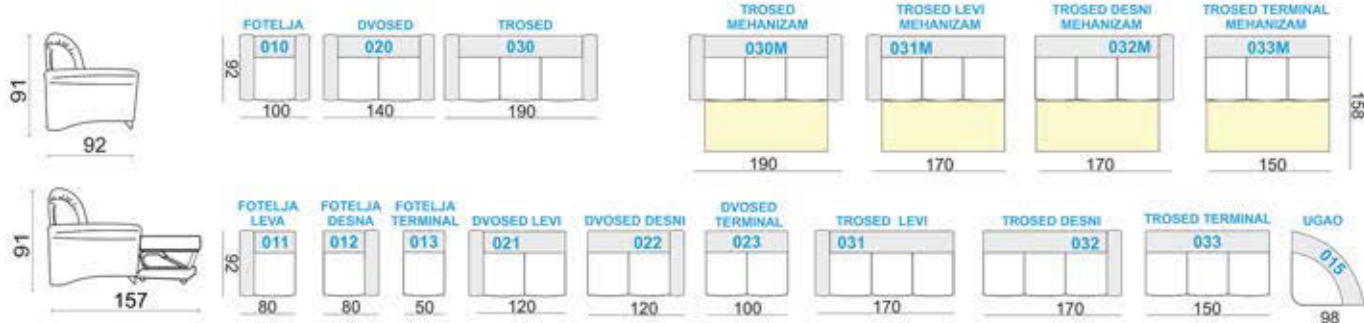 91
92
FOTELJA
010
92
100
DVOSED
020
140
TROSED
030
190
TROSED
MEHANIZAM
030M
190
TROSED LEVI
MEHANIZAM
031M
170
TROSED DESNI
MEHANIZAM
032M
170
TROSED TERMINAL
MEHANIZAM
033M
150
158
91
157
FOTELJA
LEVA
011
92
80
FOTELJA
DESNA
012
80
FOTELJA
TERMINAL
013
50
DVOSED LEVI
021
120
DVOSED DESNI
022
120
DVOSED
TERMINAL
023
100
TROSED LEVI
031
170
TROSED DESNI
032
170
TROSED TERMINAL
033
150
UGAO
015
98